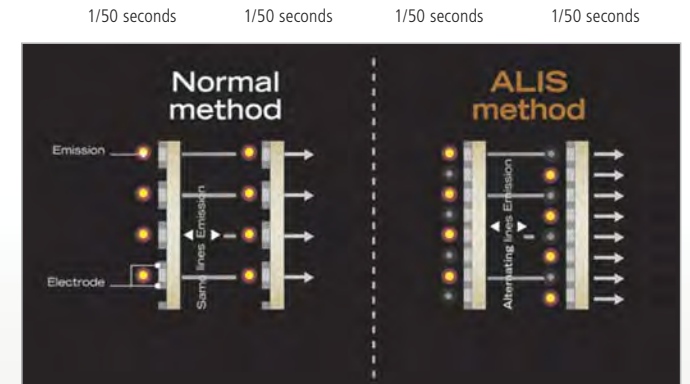 1/50 seconds 1/50 seconds 1/50 seconds 1/50 seconds
Normal
method
ALIS
method
Emission
Same lines Emission
Alternating lines Emission
Electrode